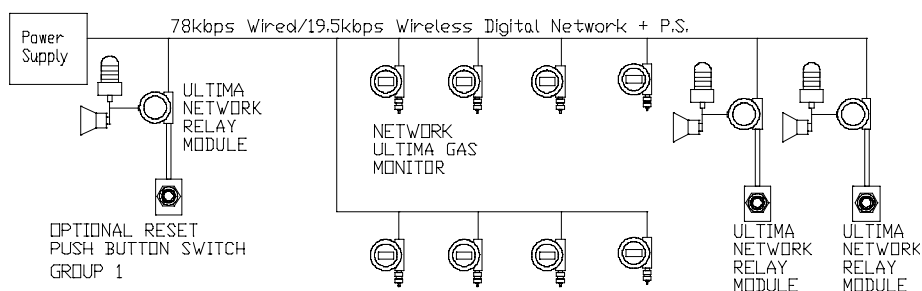 78kbps Wired/19.5kbps Wireless Digital Network + P.S.
Power
Supply
ULTIMA
NETWORK
RELAY
MODULE
NETWORK
ULTIMA GAS
MONITOR
OPTIONAL RESET
PUSH BUTTON SWITCH
GROUP 1
ULTIMA
NETWORK
RELAY
MODULE
ULTIMA
NETWORK
RELAY
MODULE